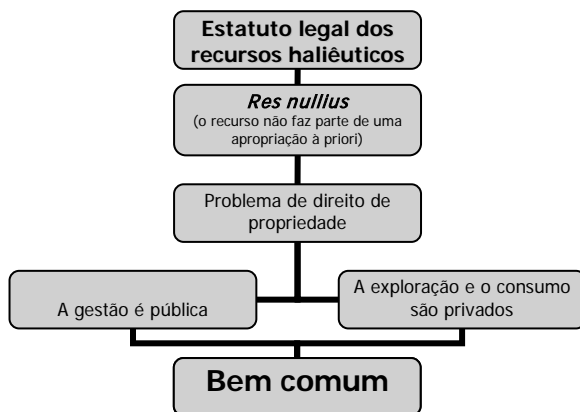 Estatuto legal dos
recursos haliêuticos
Res nullius
(o recurso não faz parte de uma
apropriação à priori)
Problema de direito de
propriedade
A gestão é pública
A exploração e o consumo
são privados
Bem comum